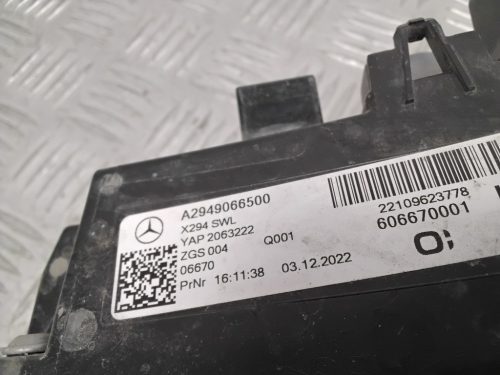 A2949066500
X294 SWL
YAP 2063222
ZGS 004 Q001
06670
PrNr 16:11:38 03.12.2022
22109623778
606670001
O: